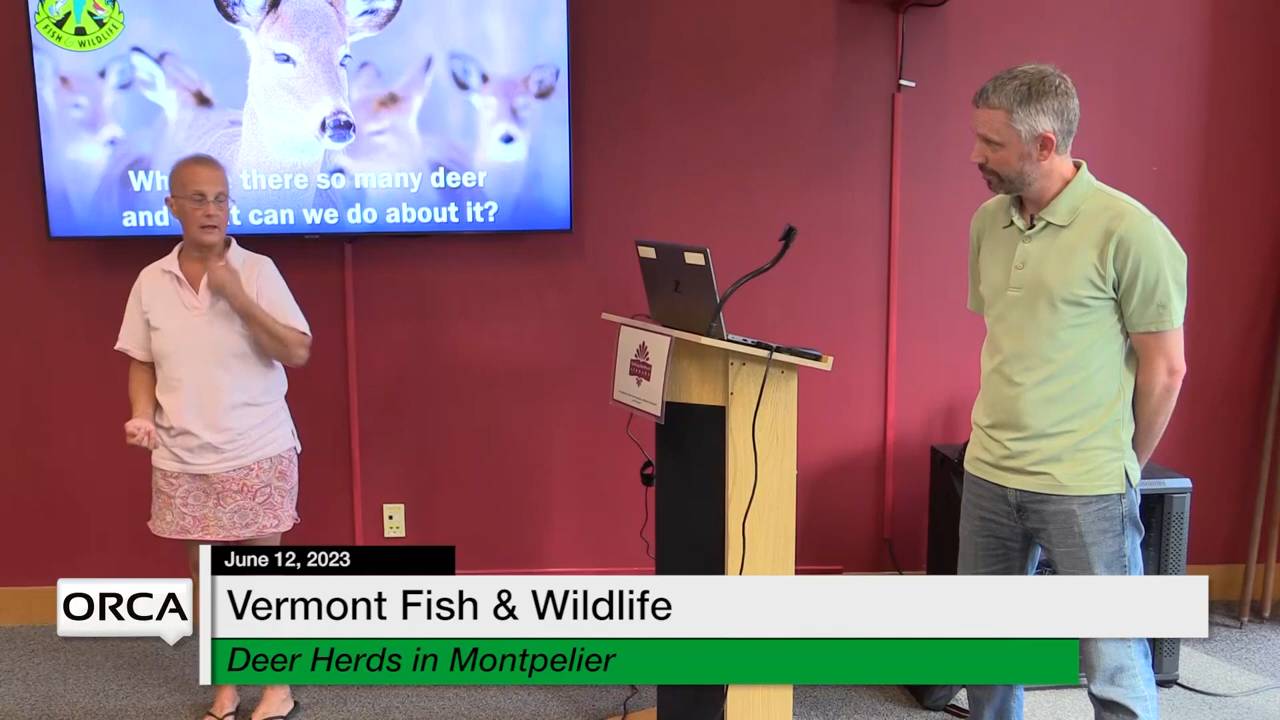 FISH & WILDLIFE
Wh there so many deer
and t can we do about it?
LIBRARY
June 12, 2023
ORCA
Vermont Fish & Wildlife
Deer Herds in Montpelier